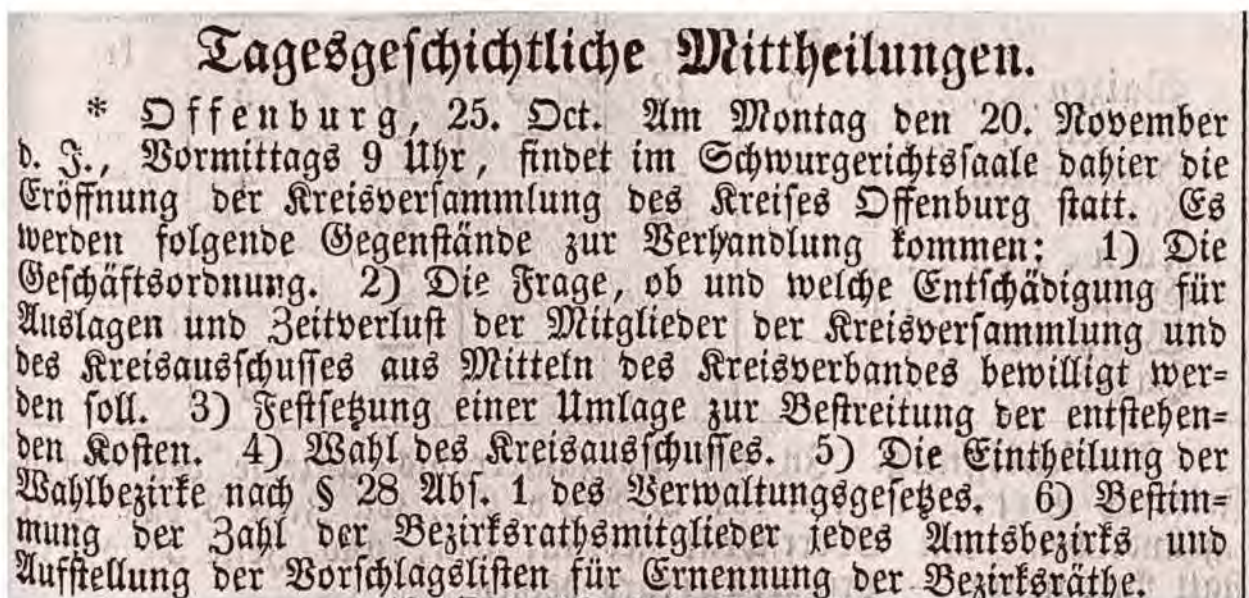 Tagesgeschichtliche Mittheilungen.
* Offenburg, 25. Oct. Am Montag den 20. November
d. J., Vormittags 9 Uhr, findet im Schwurgerichtssaale dahier die
Eröffnung der Kreisversammlung des Kreises Offenburg statt. Es
werden folgende Gegenstände zur Verhandlung kommen: 1) Die
Geschäftsordnung. 2) Die Frage, ob und welche Entschädigung für
Auslagen und Zeitverlust der Mitglieder der Kreisversammlung und
des Kreisausschusses aus Mitteln des Kreisverbandes bewilligt wer=
den soll. 3) Festsetzung einer Umlage zur Bestreitung der entstehen=
den Kosten. 4) Wahl des Kreisausschusses. 5) Die Eintheilung der
Wahlbezirke nach § 28 Abs. 1 des Verwaltungsgesetzes. 6) Bestim=
mung der Zahl der Bezirksrathsmitglieder jedes Amtsbezirks und
Aufstellung der Vorschlagslisten für Ernennung der Bezirksräthe.